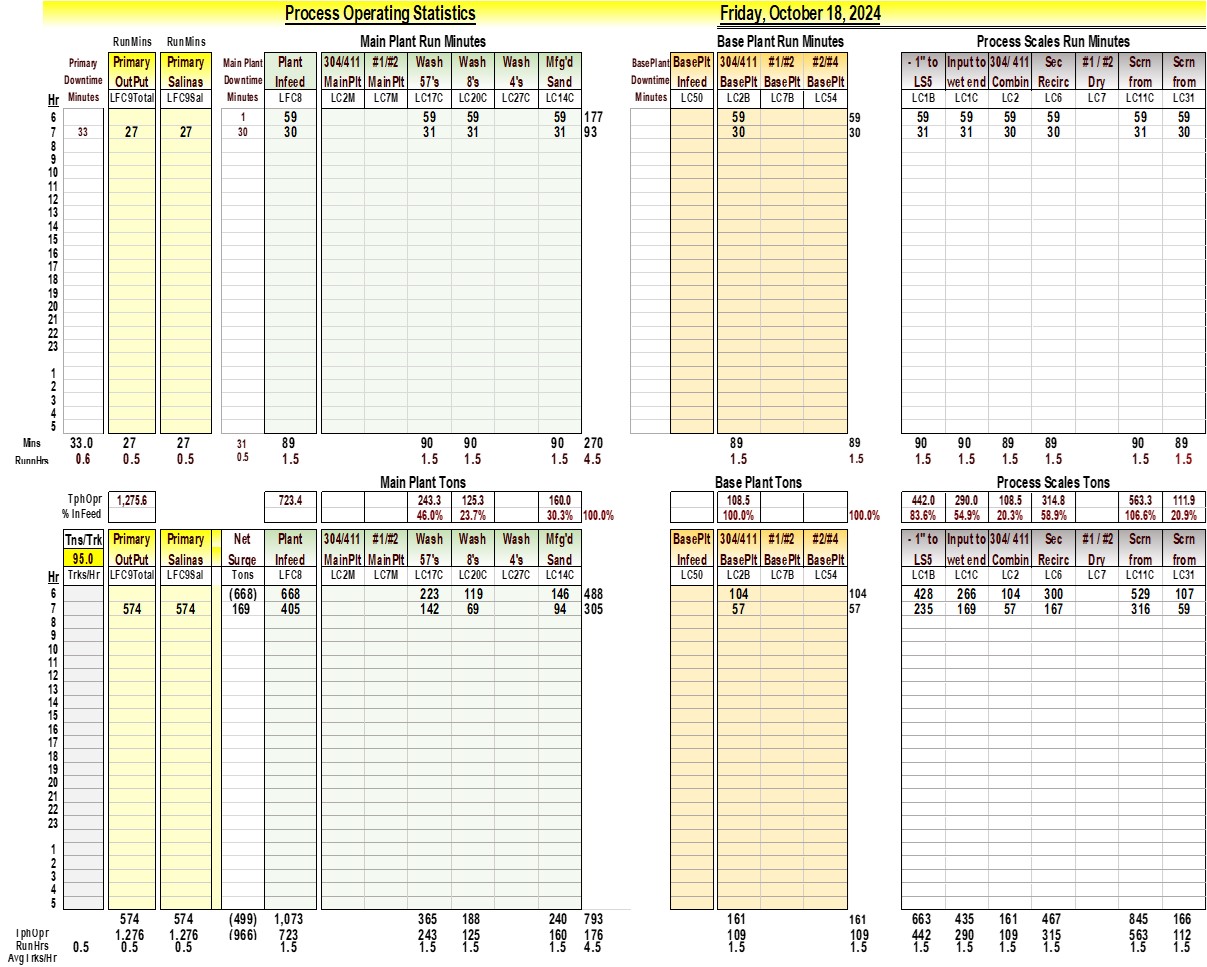 Process Operating Statistics Friday, October 18, 2024
RunMins RunMins Main Plant Run Minutes Base Plant Run Minutes Process Scales Run Minutes
Primary Primary Primary Main Plant Plant 304/411 #1/#2 Wash Wash Wash Mfg'd BasePlant BasePlt 304/411 #1/#2 #2/#4 - 1" to Input to 304/ 411 Sec #1 / #2 Scrn Scrn
Downtime OutPut Salinas Downtime Infeed MainPlt MainPlt 57's 8's 4's Sand Downtime Infeed BasePlt BasePlt BasePlt LS5 wet end Combin Recirc Dry from from
Hr Minutes LFC9Total LFC9Sal Minutes LFC8 LC2M LC7M LC17C LC20C LC27C LC14C Minutes LC50 LC2B LC7B LC54 LC1B LC1C LC2 LC6 LC7 LC11C LC31
6 1 59 59 59 59 177 59 59 59 59 59 59 59 59
7 33 27 27 30 30 31 31 31 93 30 30 31 31 30 30 31 30
8
9
10
11
12
13
14
15
16
17
18
19
20
21
22
23
1
2
3
4
5
Mins 33.0 27 27 31 89 90 90 90 270 89 89 90 90 89 89 90 89
RunnHrs 0.6 0.5 0.5 0.5 1.5 1.5 1.5 1.5 4.5 1.5 1.5 1.5 1.5 1.5 1.5 1.5 1.5
Main Plant Tons Base Plant Tons Process Scales Tons
TphOpr 1,275.6 723.4 243.3 125.3 160.0 108.5 442.0 290.0 108.5 314.8 563.3 111.9
% InFeed 46.0% 23.7% 30.3% 100.0% 100.0% 100.0% 83.6% 54.9% 20.3% 58.9% 106.6% 20.9%
Tns/Trk Primary Primary Net Plant 304/411 #1/#2 Wash Wash Wash Mfg'd BasePlt 304/411 #1/#2 #2/#4 - 1" to Input to 304/ 411 Sec #1 / #2 Scrn Scrn
95.0 OutPut Salinas Surge Infeed MainPlt MainPlt 57's 8's 4's Sand Infeed BasePlt BasePlt BasePlt LS5 wet end Combin Recirc Dry from from
Hr Trks/Hr LFC9Total LFC9Sal Tons LFC8 LC2M LC7M LC17C LC20C LC27C LC14C LC50 LC2B LC7B LC54 LC1B LC1C LC2 LC6 LC7 LC11C LC31
6 (668) 668 223 119 146 488 104 104 428 266 104 300 529 107
7 574 574 169 405 142 69 94 305 57 57 235 169 57 167 316 59
8
9
10
11
12
13
14
15
16
17
18
19
20
21
22
23
1
2
3
4
5
574 574 (499) 1,073 365 188 240 793 161 161 663 435 161 467 845 166
TphOpr 1,276 1,276 (966) 723 243 125 160 176 109 109 442 290 109 315 563 112
RunHrs 0.5 0.5 0.5 1.5 1.5 1.5 1.5 4.5 1.5 1.5 1.5 1.5 1.5 1.5 1.5 1.5
AvgTrks/Hr